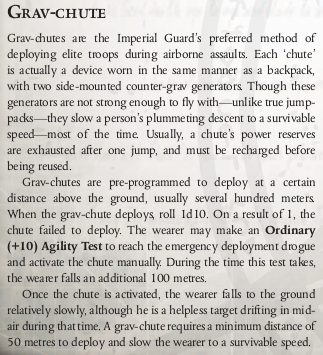 GRAV-CHUTE
Grav-chutes are the Imperial Guard's preferred method of
deploying elite troops during airborne assaults. Each 'chute'
is actually a device worn in the same manner as a backpack,
with two side-mounted counter-grav generators. Though these
generators are not strong enough to fly with—unlike true jump-
packs—they slow a person's plummeting descent to a survivable
speed—most of the time. Usually, a chute's power reserves
are exhausted after one jump, and must be recharged before
being reused.
Grav-chutes are pre-programmed to deploy at a certain
distance above the ground, usually several hundred meters.
When the grav-chute deploys, roll 1d10. On a result of 1, the
chute failed to deploy. The wearer may make an Ordinary
(+10) Agility Test to reach the emergency deployment drogue
and activate the chute manually. During the time this test takes,
the wearer falls an additional 100 metres.
Once the chute is activated, the wearer falls to the ground
relatively slowly, although he is a helpless target drifting in mid-
air during that time. A grav-chute requires a minimum distance of
50 metres to deploy and slow the wearer to a survivable speed.